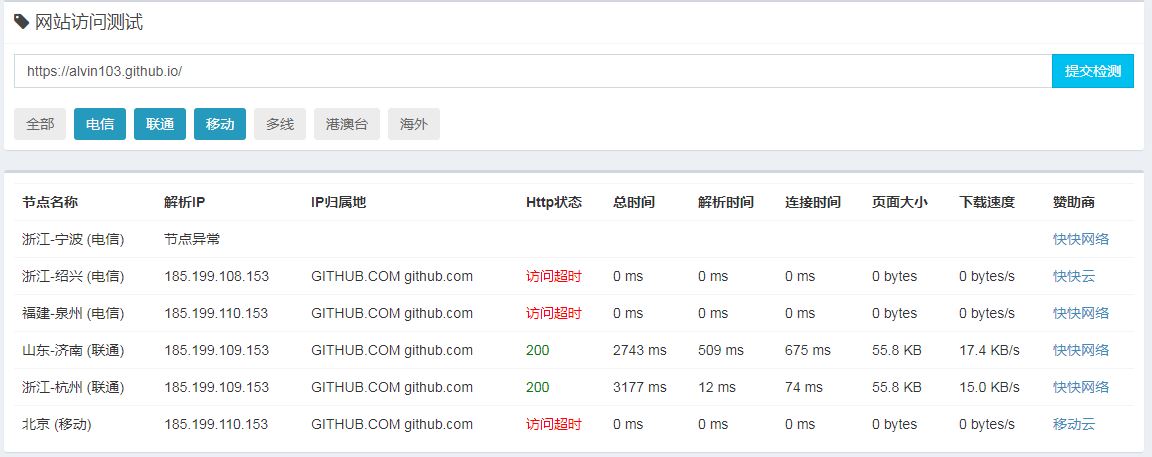 网站访问测试
https://alvin103.github.io/ 提交检测
全部 电信 联通 移动 多线 港澳台 海外
节点名称 解析IP IP归属地 Http状态 总时间 解析时间 连接时间 页面大小 下载速度 赞助商
浙江-宁波 (电信) 节点异常 快快网络
浙江-绍兴 (电信) 185.199.108.153 GITHUB.COM github.com 访问超时 0 ms 0 ms 0 ms 0 bytes 0 bytes/s 快快云
福建-泉州 (电信) 185.199.110.153 GITHUB.COM github.com 访问超时 0 ms 0 ms 0 ms 0 bytes 0 bytes/s 快快网络
山东-济南 (联通) 185.199.109.153 GITHUB.COM github.com 200 2743 ms 509 ms 675 ms 55.8 KB 17.4 KB/s 快快网络
浙江-杭州 (联通) 185.199.109.153 GITHUB.COM github.com 200 3177 ms 12 ms 74 ms 55.8 KB 15.0 KB/s 快快网络
北京 (移动) 185.199.110.153 GITHUB.COM github.com 访问超时 0 ms 0 ms 0 ms 0 bytes 0 bytes/s 移动云